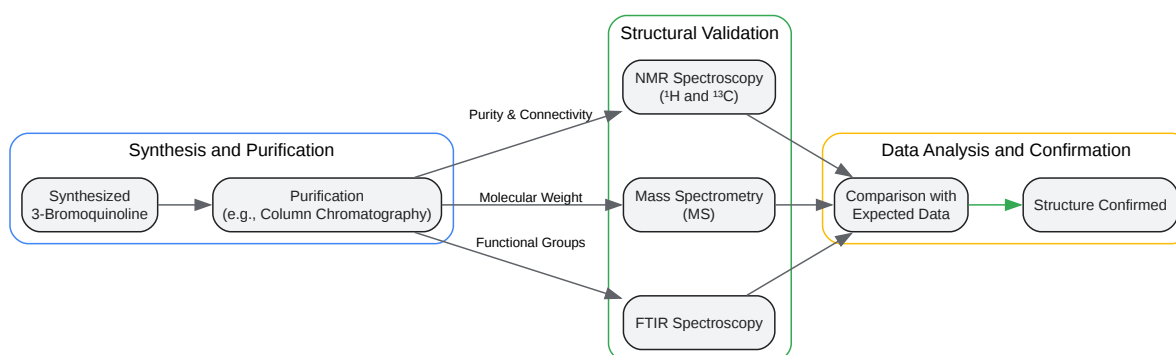 Synthesis and Purification
Synthesized
3-Bromoquinoline
Purification
(e.g., Column Chromatography)
Purity & Connectivity
Molecular Weight
Functional Groups
Structural Validation
NMR Spectroscopy
(¹H and ¹³C)
Mass Spectrometry
(MS)
FTIR Spectroscopy
Data Analysis and Confirmation
Comparison with
Expected Data
Structure Confirmed